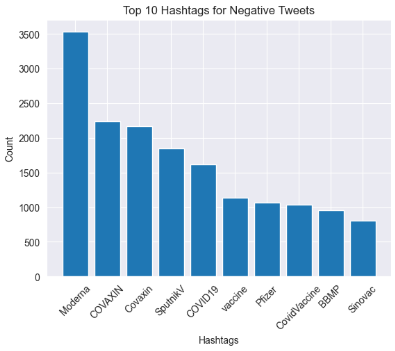 Top 10 Hashtags for Negative Tweets
3500
3000
2500
2000
1500
1000
500
0
Count
Moderna
COVAXIN
Covaxin
SputnikV
COVID19
vaccine
Pfizer
CovidVaccine
BBMP
Sinovac
Hashtags